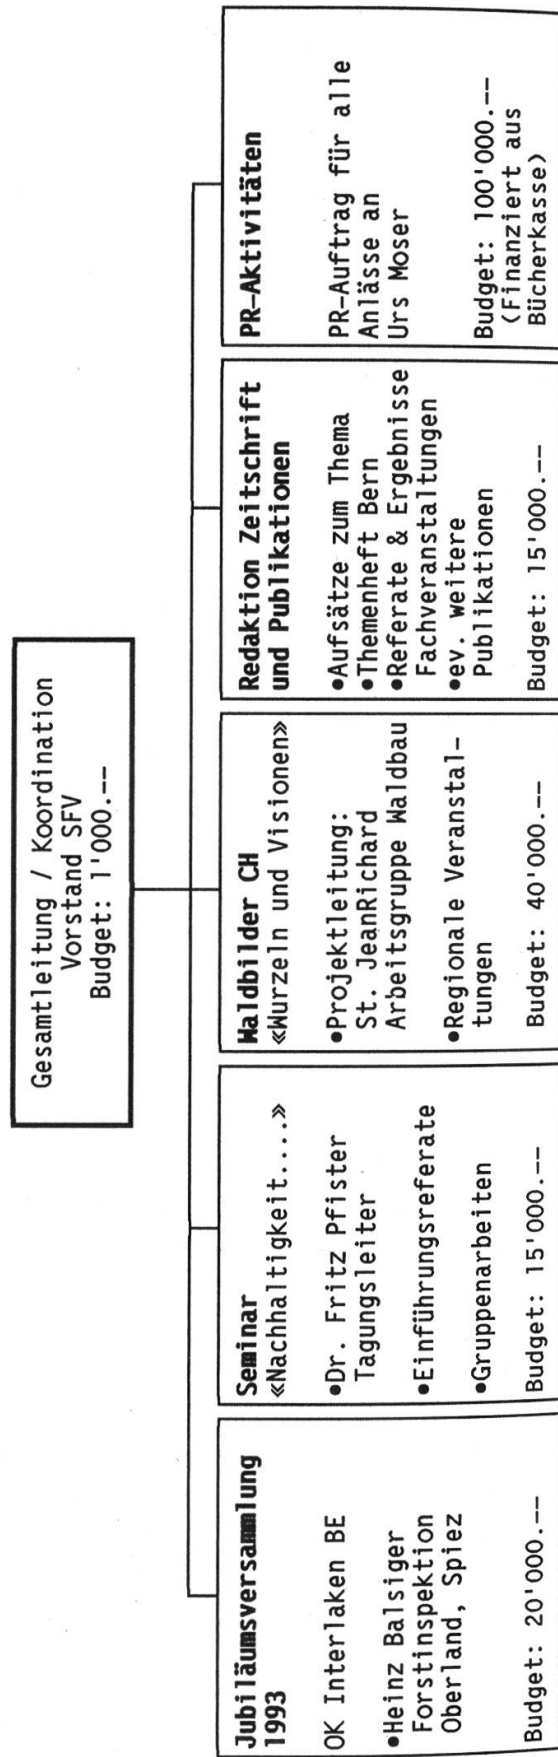 Gesamtleitung / Koordination
Vorstand SFV
Budget: 1'000.--
Jubiläumsversammlung
1993
OK Interlaken BE
•Heinz Balsiger
Forstinspektion
Oberland, Spiez
Budget: 20'000.--
Seminar
«Nachhaltigkeit....»
•Dr. Fritz Pfister
Tagungsleiter
•Einführungsreferate
•Gruppenarbeiten
Budget: 15'000.--
Waldbilder CH
«Wurzeln und Visionen»
•Projektleitung:
St. JeanRichard
Arbeitsgruppe Waldbau
•Regionale Veranstal-
tungen
Budget: 40'000.--
Redaktion Zeitschrift
und Publikationen
•Aufsätze zum Thema
•Themenheft Bern
•Referate & Ergebnisse
Fachveranstaltungen
•ev. weitere
Publikationen
Budget: 15'000.--
PR-Aktivitäten
PR-Auftrag für alle
Anlässe an
Urs Moser
Budget: 100'000.--
(Finanziert aus
Bücherkasse)